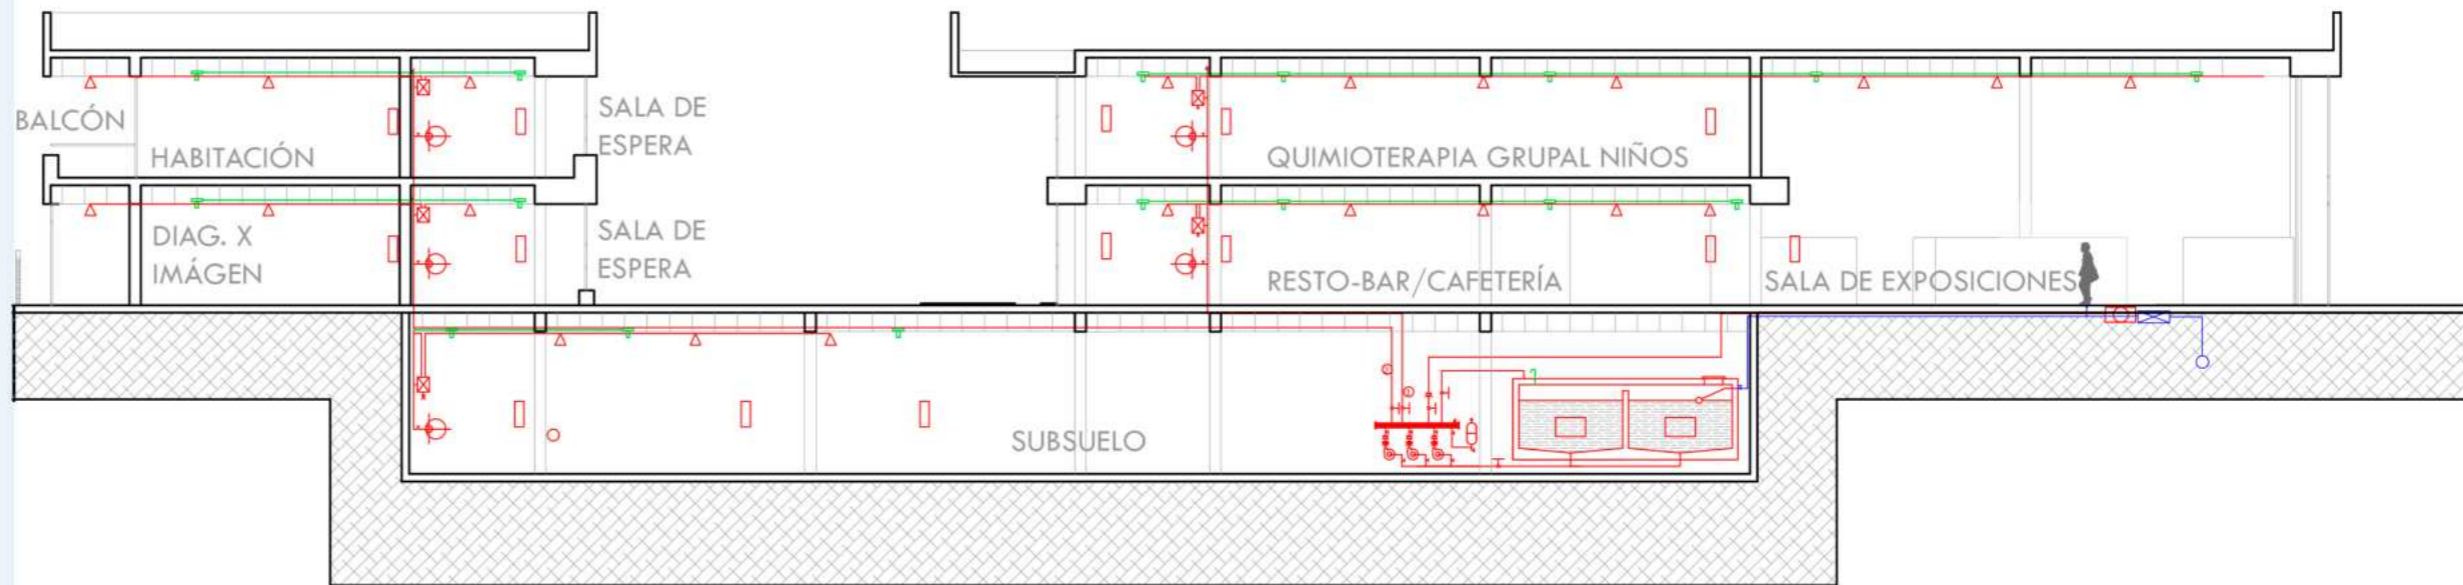 BALCÓN
HABITACIÓN
SALA DE
ESPERA
QUIMIOTERAPIA GRUPAL NIÑOS
DIAG. X
IMÁGEN
SALA DE
ESPERA
RESTO-BAR/CAFETERÍA
SALA DE EXPOSICIONES
SUBSUELO